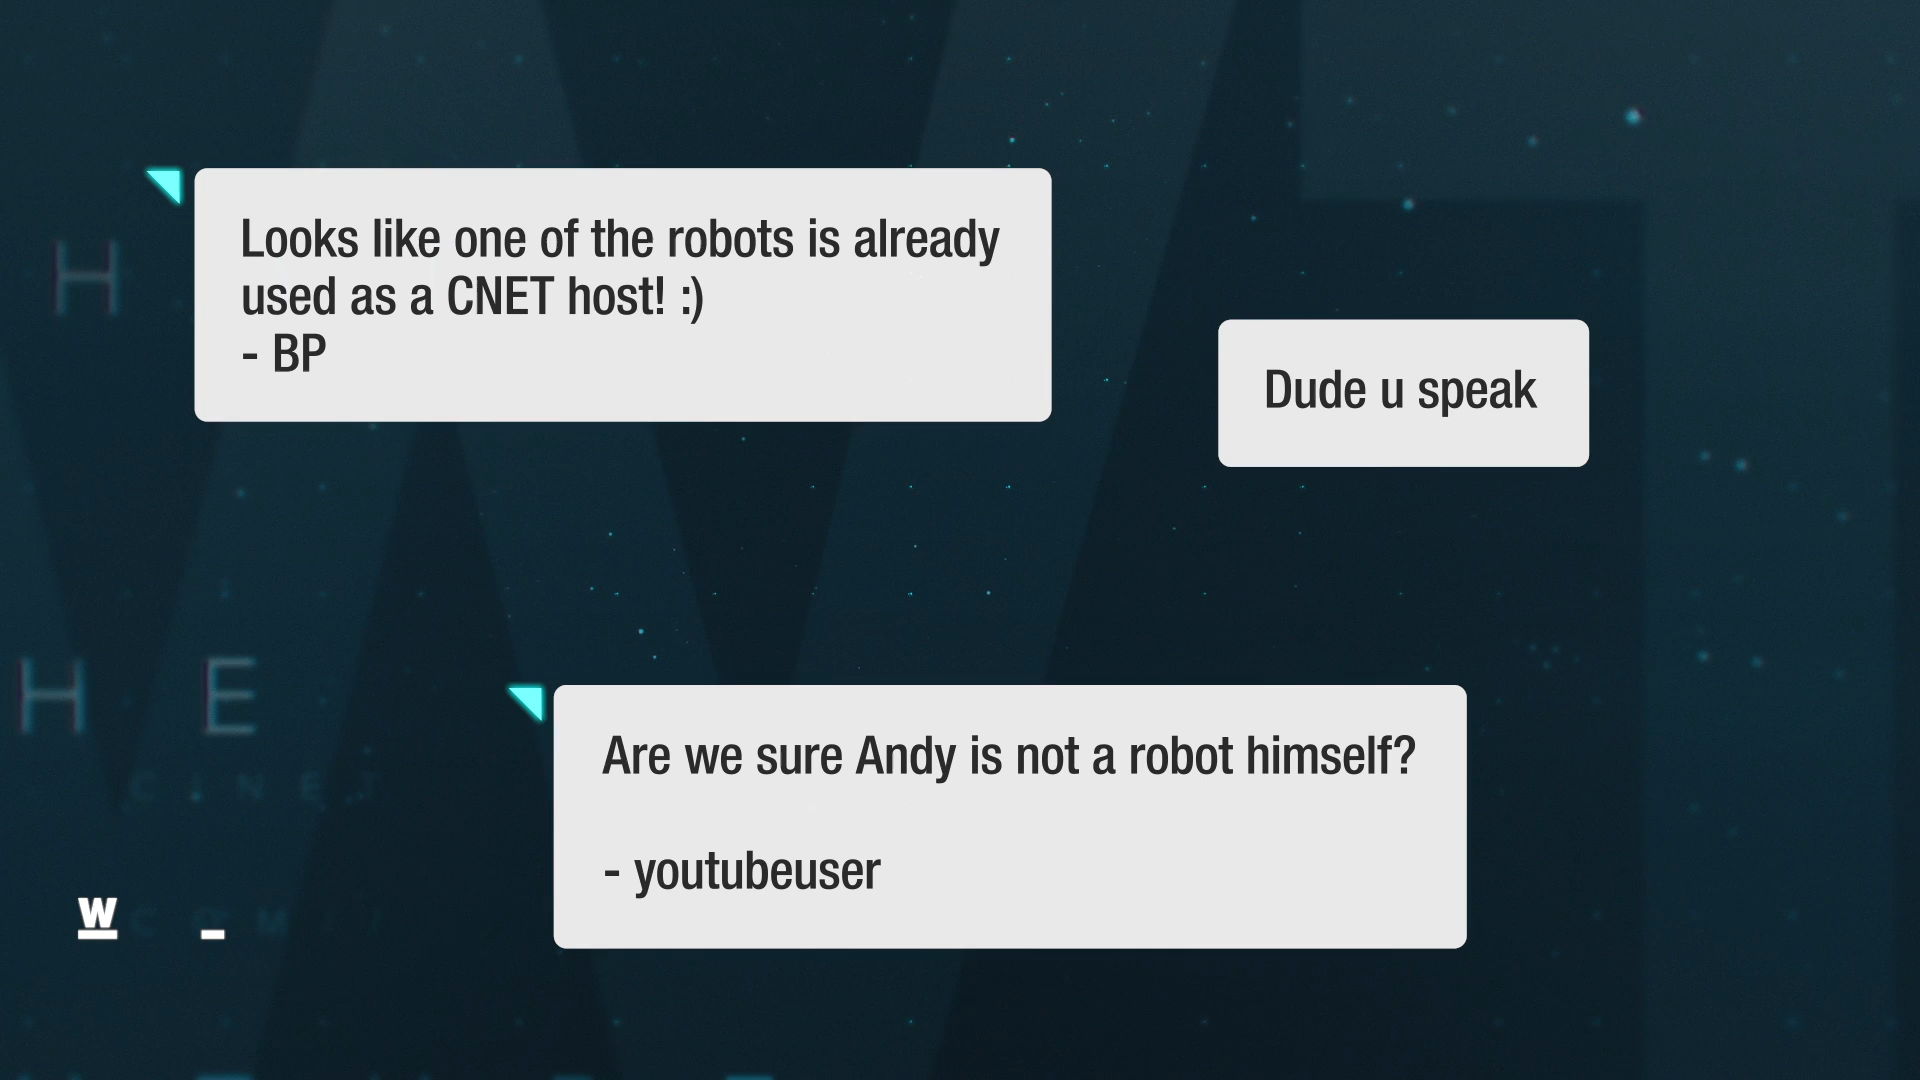 Looks like one of the robots is already
used as a CNET host! :)
- BP
Dude u speak
Are we sure Andy is not a robot himself?
- youtubeuser
H
H E
C N E T
W _
C O M / /